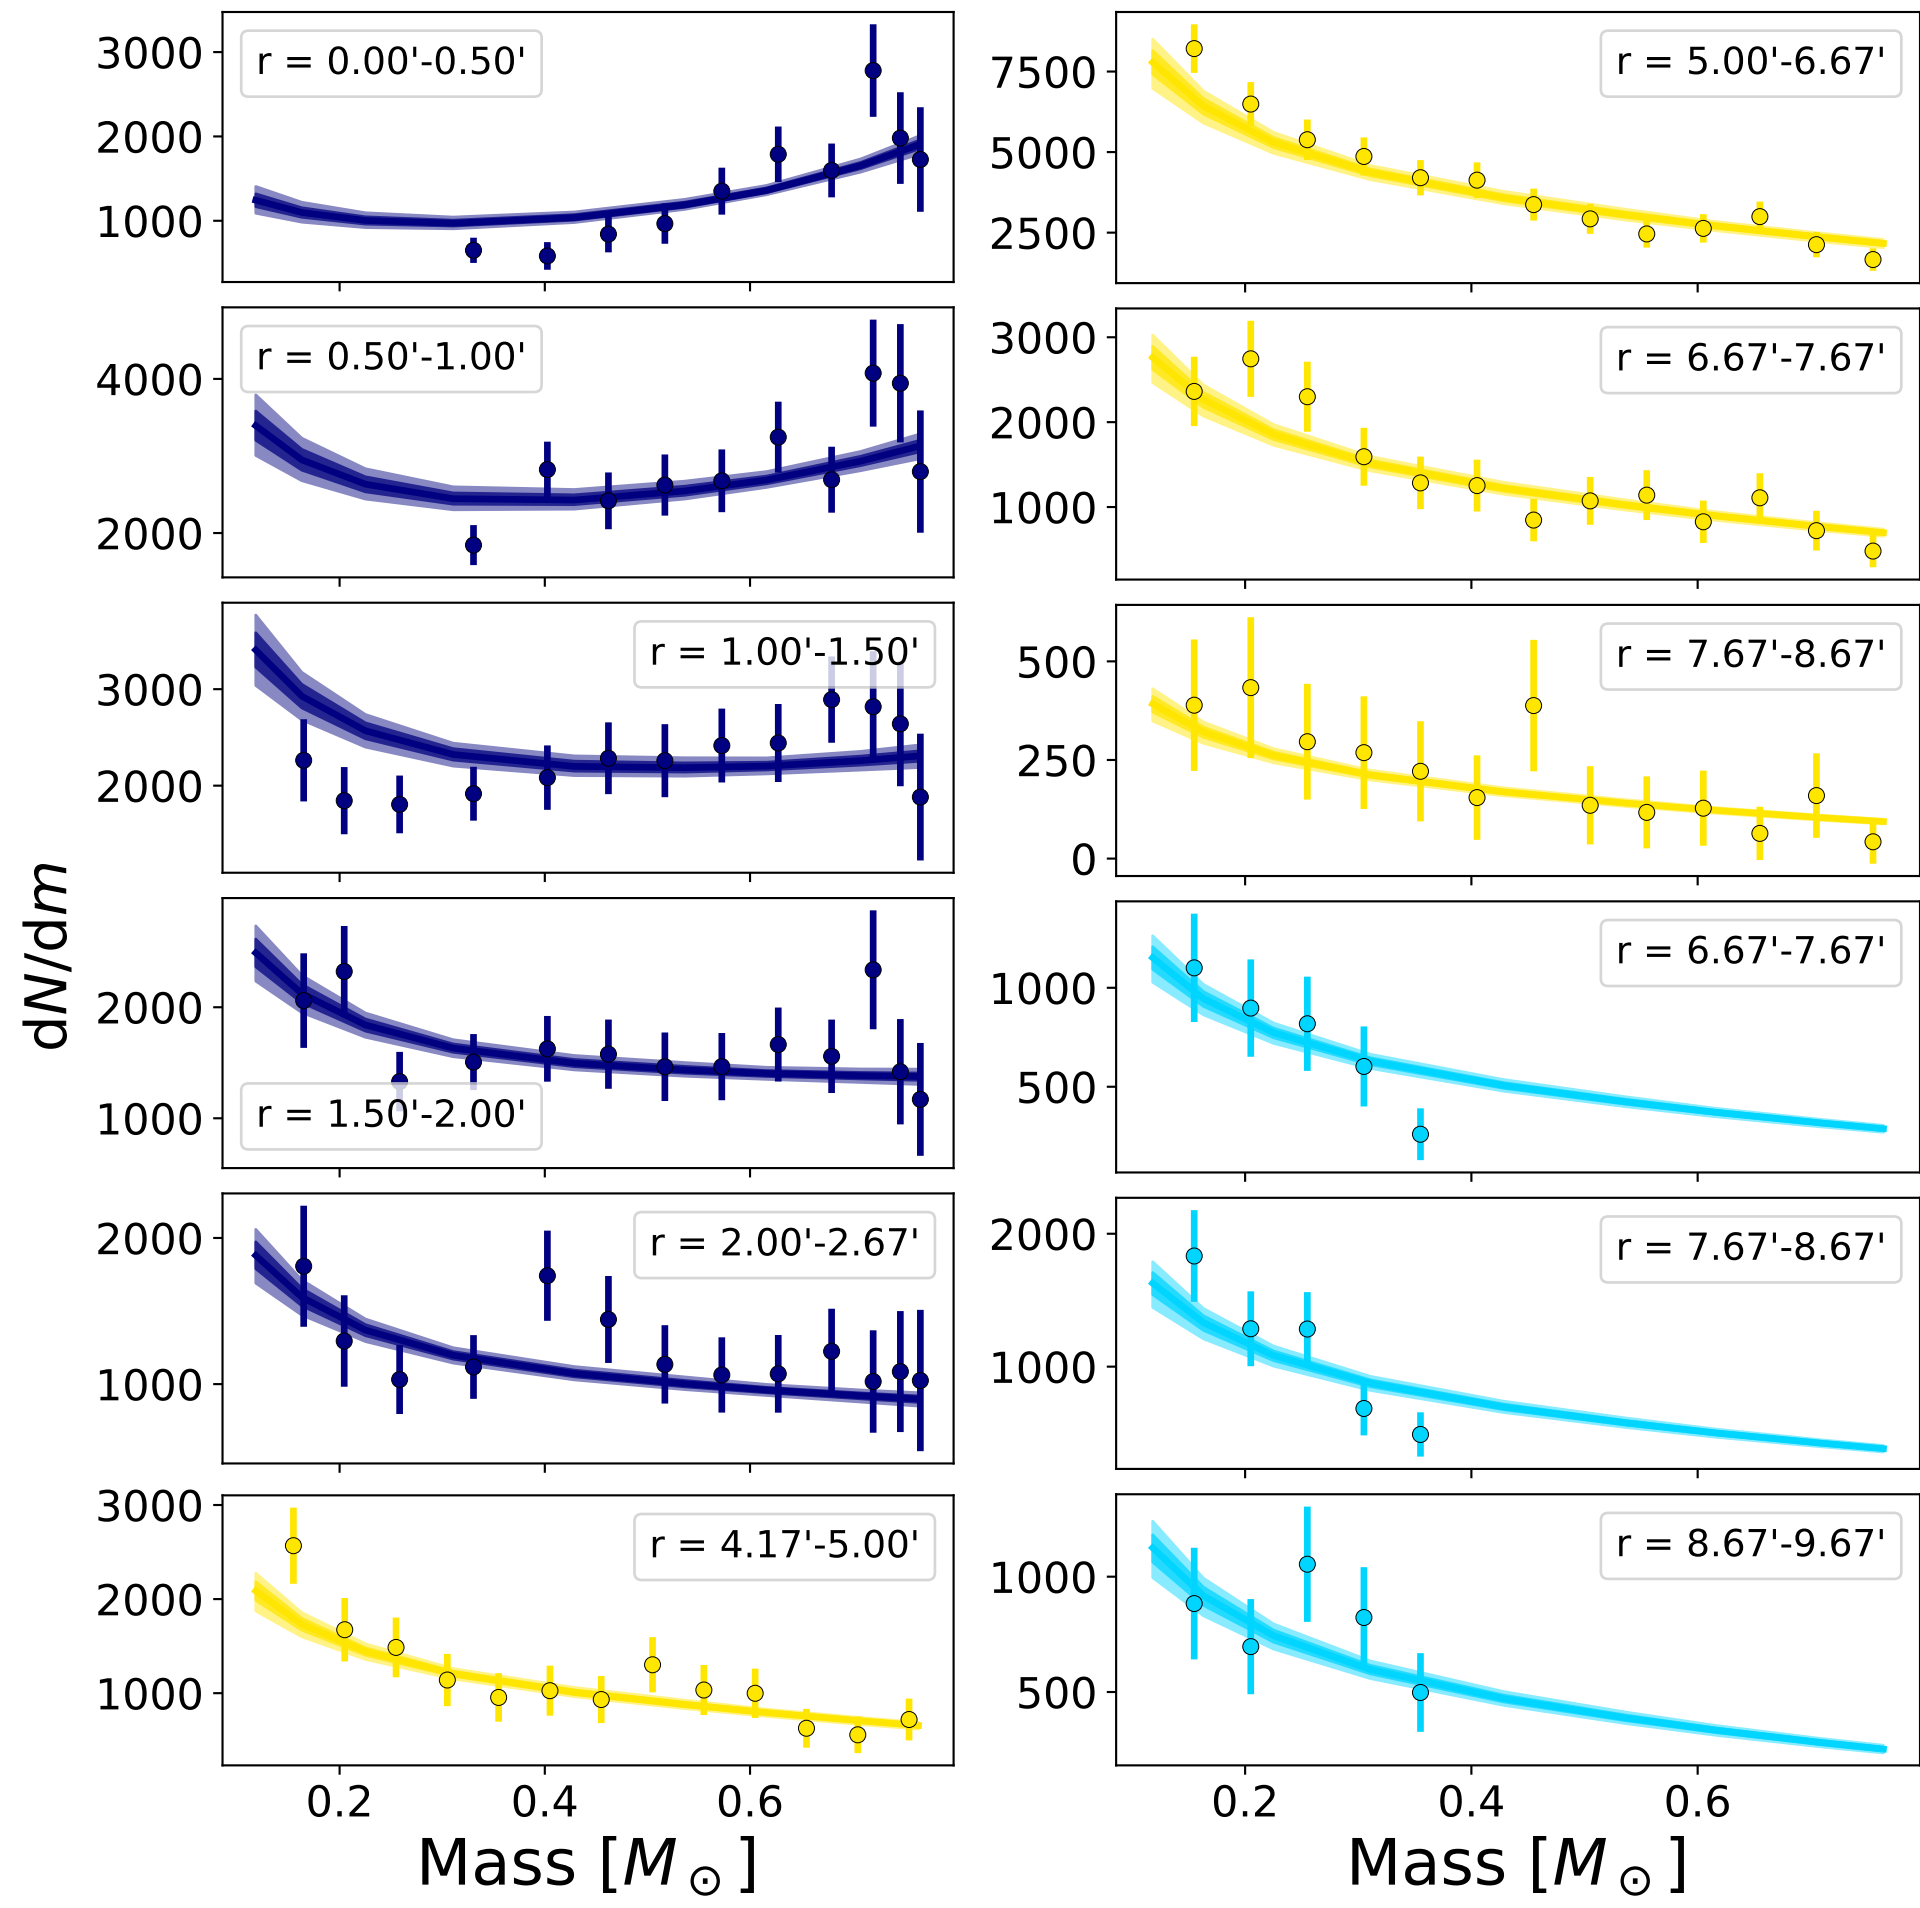 3000
2000
1000
r = 0.00'-0.50'
4000
2000
r = 0.50'-1.00'
3000
2000
r = 1.00'-1.50'
2000
1000
r = 1.50'-2.00'
2000
1000
r = 2.00'-2.67'
3000
2000
1000
r = 4.17'-5.00'
0.2 0.4 0.6
Mass [M⊙]
dN/dm
7500
5000
2500
r = 5.00'-6.67'
3000
2000
1000
r = 6.67'-7.67'
500
250
0
r = 7.67'-8.67'
1000
500
r = 6.67'-7.67'
2000
1000
r = 7.67'-8.67'
1000
500
r = 8.67'-9.67'
0.2 0.4 0.6
Mass [M⊙]